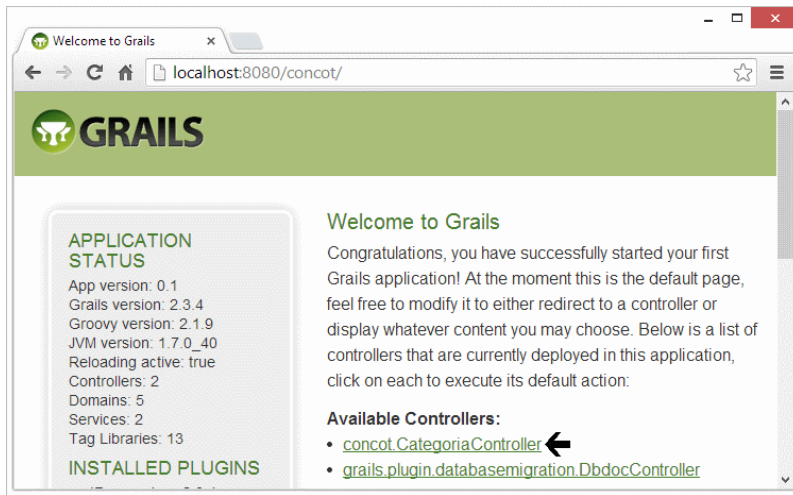 Welcome to Grails
localhost:8080/concot/
GRAILS
APPLICATION
STATUS
App version: 0.1
Grails version: 2.3.4
Groovy version: 2.1.9
JVM version: 1.7.0_40
Reloading active: true
Controllers: 2
Domains: 5
Services: 2
Tag Libraries: 13
INSTALLED PLUGINS
Welcome to Grails
Congratulations, you have successfully started your first
Grails application! At the moment this is the default page,
feel free to modify it to either redirect to a controller or
display whatever content you may choose. Below is a list of
controllers that are currently deployed in this application,
click on each to execute its default action:
Available Controllers:
• concot.CategoriaController
• grails.plugin.databasemigration.DbdocController